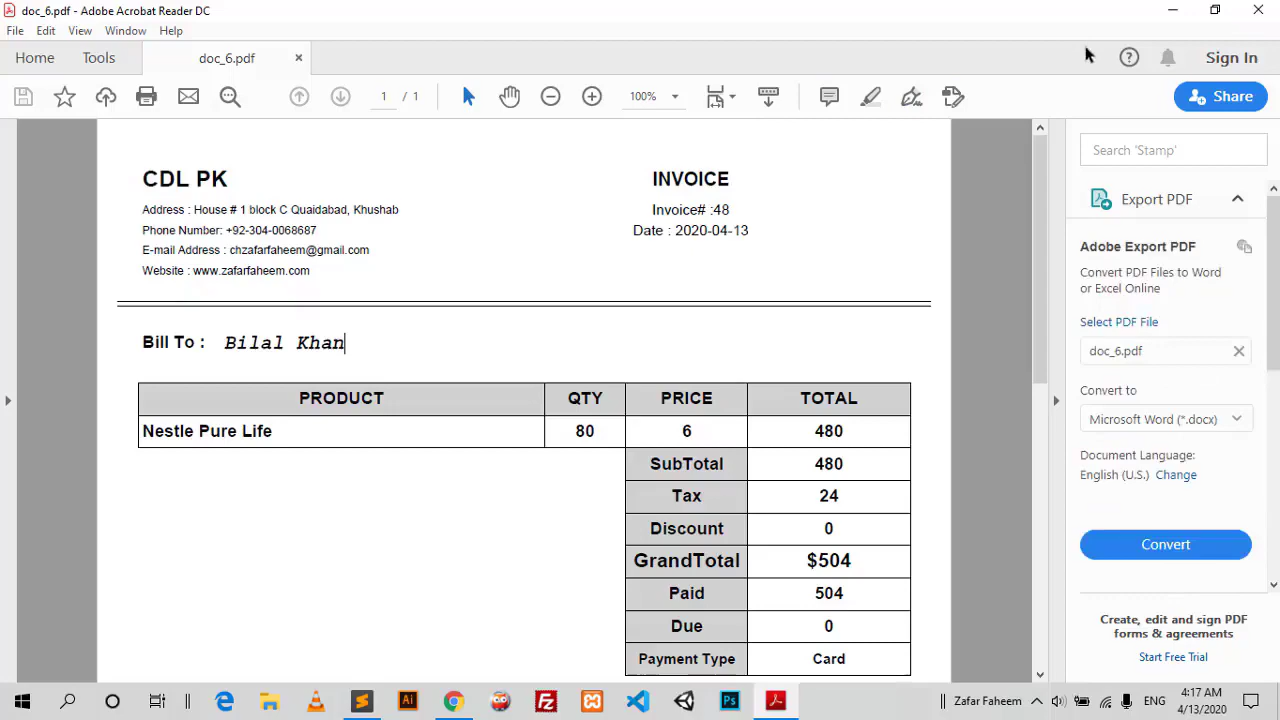 doc_6.pdf - Adobe Acrobat Reader DC
File Edit View Window Help
Home Tools doc_6.pdf Sign In
1 / 1 100% Share
CDL PK
Address : House # 1 block C Quaidabad, Khushab
Phone Number: +92-304-0068687
E-mail Address : chzafarfaheem@gmail.com
Website : www.zafarfaheem.com
INVOICE
Invoice# :48
Date : 2020-04-13
Bill To : Bilal Khan
PRODUCT QTY PRICE TOTAL
Nestle Pure Life 80 6 480
SubTotal 480
Tax 24
Discount 0
GrandTotal $504
Paid 504
Due 0
Payment Type Card
Search 'Stamp'
Export PDF
Adobe Export PDF
Convert PDF Files to Word
or Excel Online
Select PDF File
doc_6.pdf
Convert to
Microsoft Word (*.docx)
Document Language:
English (U.S.) Change
Convert
Create, edit and sign PDF
forms & agreements
Start Free Trial
Ai Fz Ps Zafar Faheem ENG
4:17 AM
4/13/2020